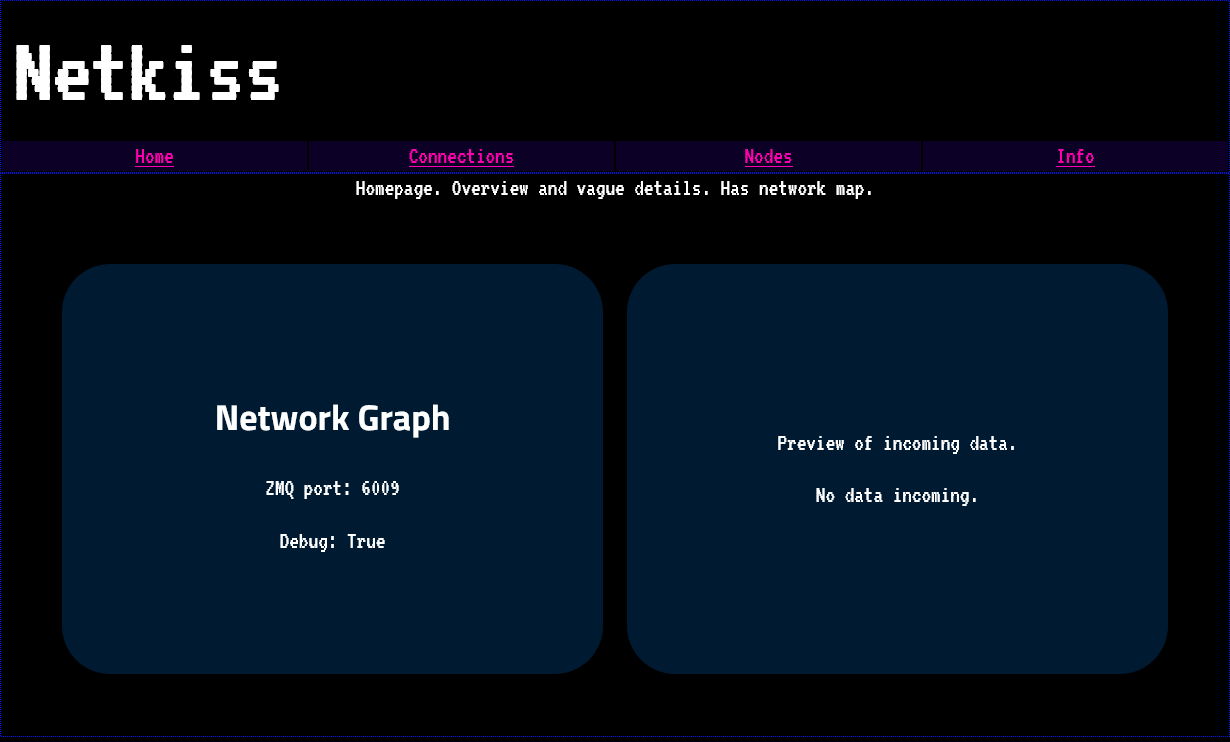 Netkiss
Home Connections Nodes Info
Homepage. Overview and vague details. Has network map.
Network Graph
ZMQ port: 6009
Debug: True
Preview of incoming data.
No data incoming.